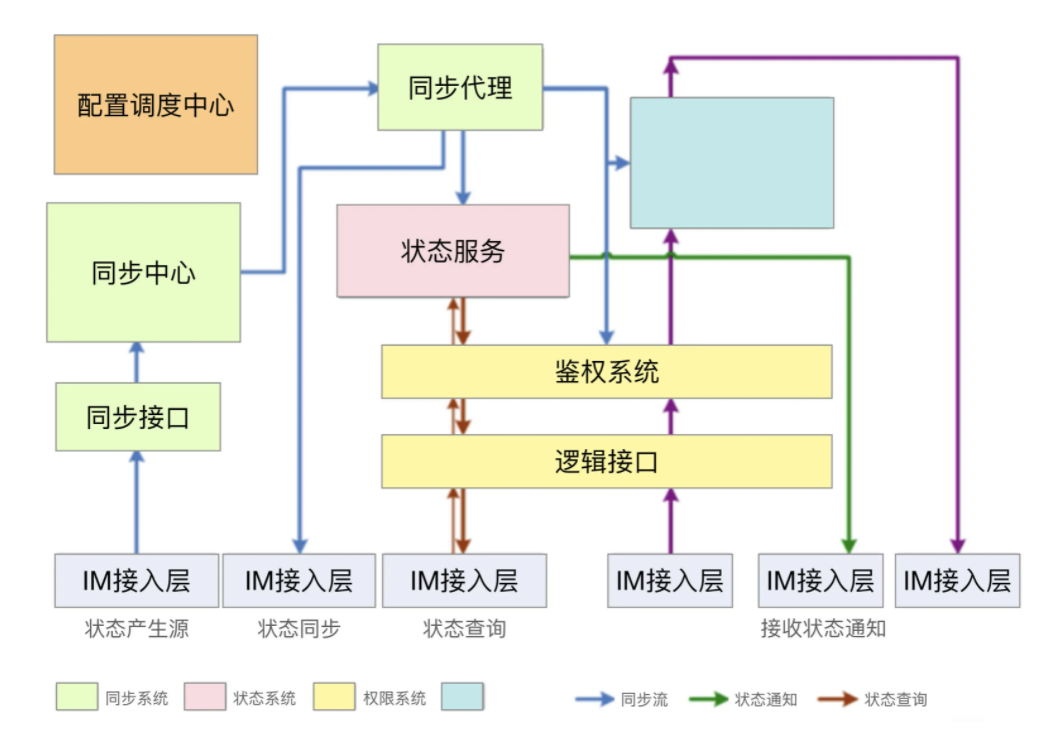 配置调度中心
同步代理
同步中心
状态服务
鉴权系统
同步接口
逻辑接口
IM接入层
IM接入层
IM接入层
IM接入层
IM接入层
IM接入层
状态产生源
状态同步
状态查询
接收状态通知
同步系统
状态系统
权限系统
同步流
状态通知
状态查询